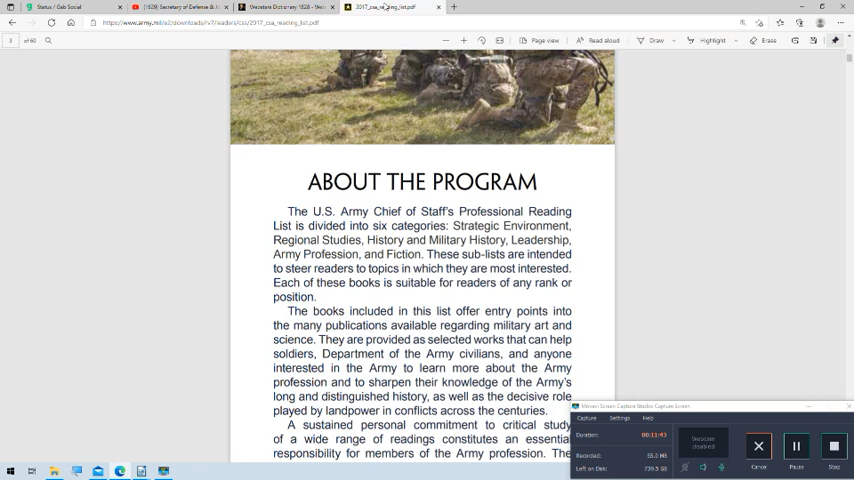 Status / Gab Social
(1629) Secretary of Defense &
Websters Dictionary 1828 - We
2017_csa_reading_list.pdf
https://www.army.mil/e2/downloads/rv7/leaders/csa/2017_csa_reading_list.pdf
3 of 60
Page view
Read aloud
Draw
Highlight
Erase
ABOUT THE PROGRAM
The U.S. Army Chief of Staff's Professional Reading
List is divided into six categories: Strategic Environment,
Regional Studies, History and Military History, Leadership,
Army Profession, and Fiction. These sub-lists are intended
to steer readers to topics in which they are most interested.
Each of these books is suitable for readers of any rank or
position.
The books included in this list offer entry points into
the many publications available regarding military art and
science. They are provided as selected works that can help
soldiers, Department of the Army civilians, and anyone
interested in the Army to learn more about the Army
profession and to sharpen their knowledge of the Army's
long and distinguished history, as well as the decisive role
played by landpower in conflicts across the centuries.
A sustained personal commitment to critical study
of a wide range of readings constitutes an essential
responsibility for members of the Army profession. The
Movavi Screen Capture Studio: Capture Screen
Capture Settings Help
Duration: 00:11:43
Recorded: 55.0 MB
Left on Disk: 739.5 GB
Webcam
disabled
Cancel
Pause
Stop